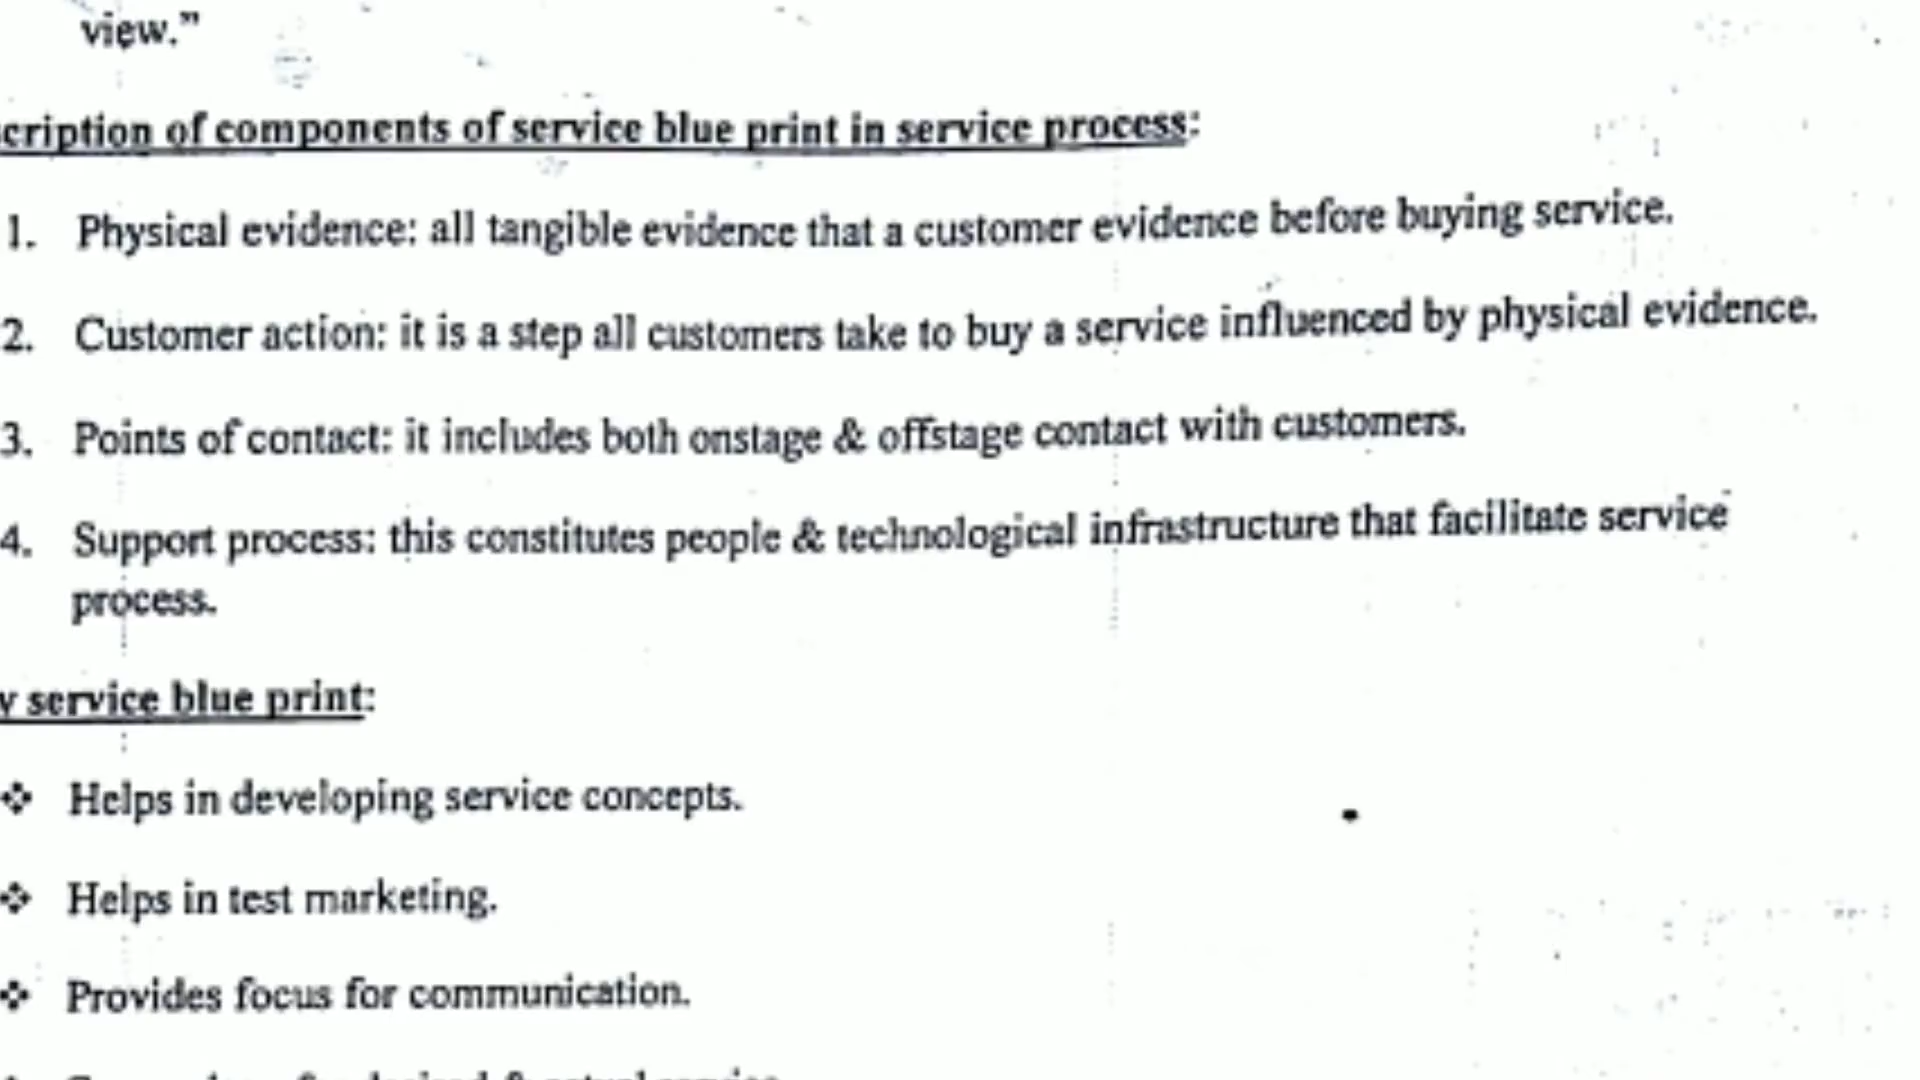 view.”
cription of components of service blue print in service process:
1. Physical evidence: all tangible evidence that a customer evidence before buying service.
2. Customer action: it is a step all customers take to buy a service influenced by physical evidence.
3. Points of contact: it includes both onstage & offstage contact with customers.
4. Support process: this constitutes people & technological infrastructure that facilitate service
process.
y service blue print:
❖ Helps in developing service concepts.
❖ Helps in test marketing.
❖ Provides focus for communication.
desired & actual service